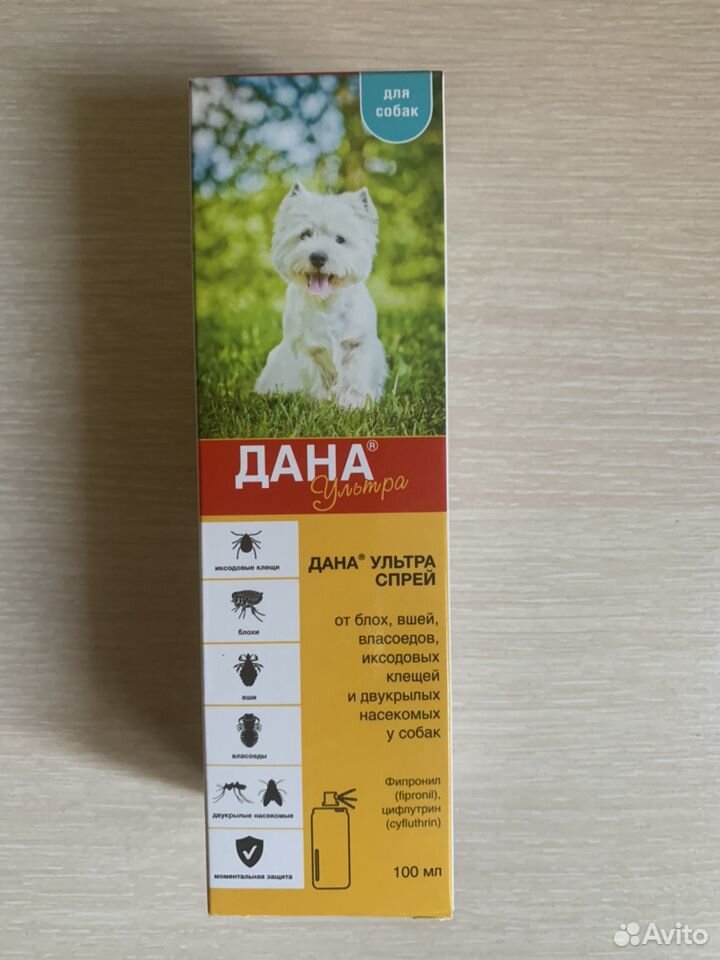 для
собак
ДАНА®
Ультра
иксодовые клещи
блохи
вши
власоеды
двукрылые насекомые
моментальная защита
ДАНА® УЛЬТРА
СПРЕЙ
от блох, вшей,
власоедов,
иксодовых
клещей
и двукрылых
насекомых
у собак
Фипронил
(fipronil),
цифлутрин
(cyfluthrin)
100 мл
Avito